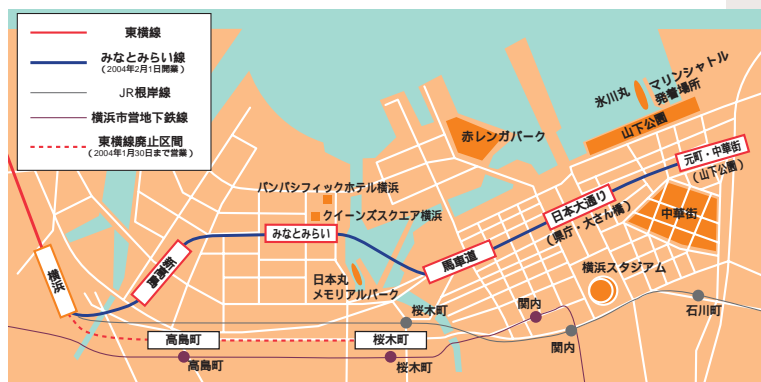 東横線
みなとみらい線
（2004年2月1日開業）
JR根岸線
横浜市営地下鉄線
東横線廃止区間
（2004年1月30日まで営業）
氷川丸
マリンシャトル
発着場所
山下公園
赤レンガパーク
元町・中華街
（山下公園）
パンパシフィックホテル横浜
クイーンズスクエア横浜
日本大通り
（県庁・大さん橋）
中華街
みなとみらい
新高島
馬車道
横浜
日本丸
メモリアルパーク
横浜スタジアム
桜木町
関内
石川町
高島町
桜木町
関内
高島町
桜木町